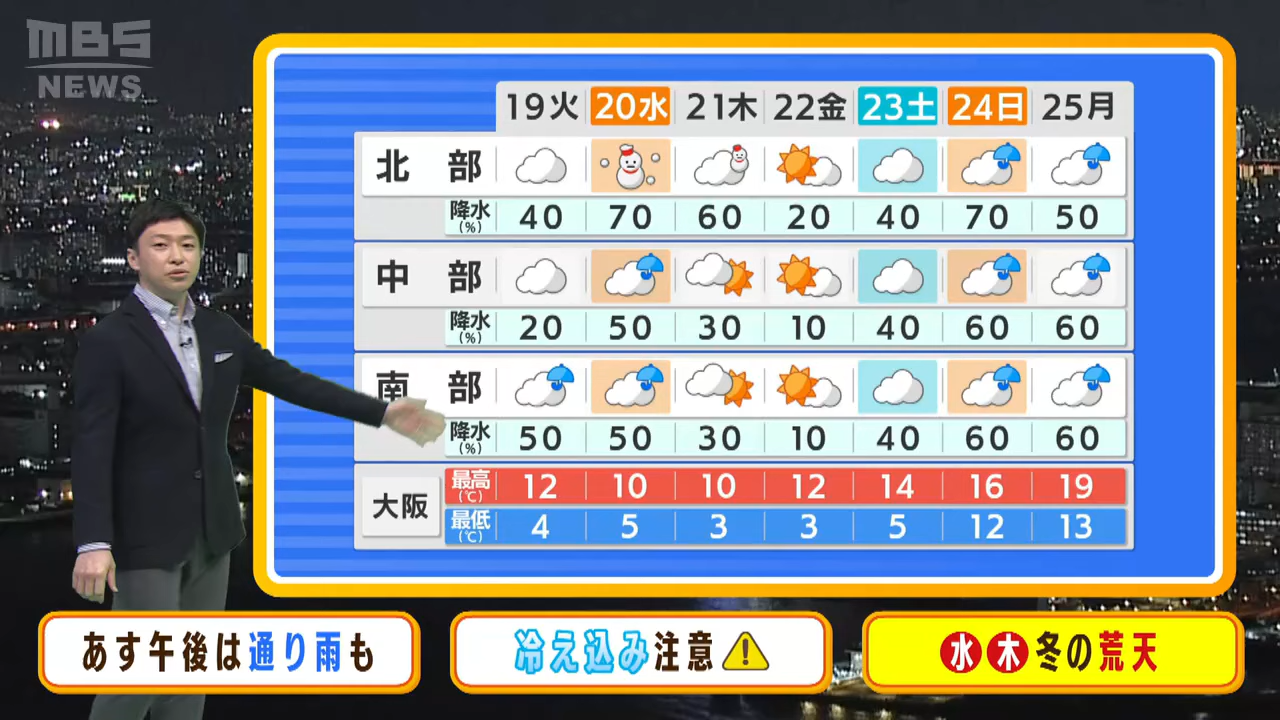 MBS
NEWS
19火 20水 21木 22金 23土 24日 25月
北部
降水(%) 40 70 60 20 40 70 50
中部
降水(%) 20 50 30 10 40 60 60
南部
降水(%) 50 50 30 10 40 60 60
大阪
最高(℃) 12 10 10 12 14 16 19
最低(℃) 4 5 3 3 5 12 13
あす午後は通り雨も
冷え込み注意
水木冬の荒天